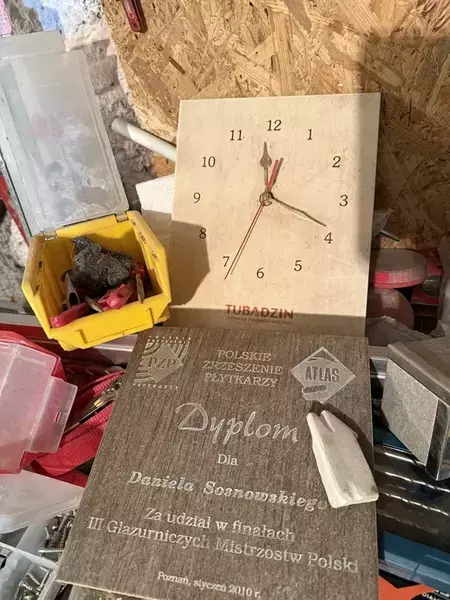 12
11
1
10
2
9
3
8
4
7
5
6
TUBĄDZIN
PZP
POLSKIE
ZRZESZENIE
PŁYTKARZY
ATLAS
Dyplom
Dla
Daniela Sosnowskiego
Za udział w finałach
III Glazurniczych Mistrzostw Polski
Poznań, styczeń 2010 r.